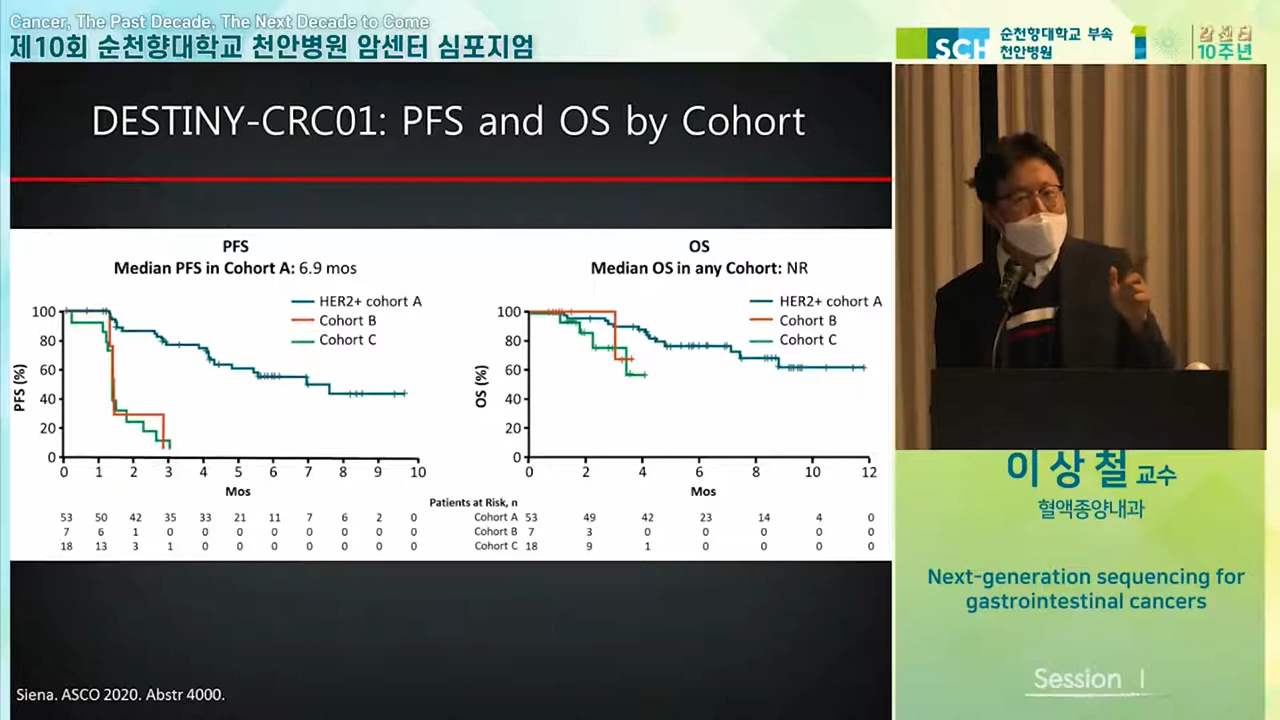 Cancer, The Past Decade, The Next Decade to Come
제10회 순천향대학교 천안병원 암센터 심포지엄
SCH
순천향대학교 부속
천안병원
암센터
10주년
DESTINY-CRC01: PFS and OS by Cohort
PFS
Median PFS in Cohort A: 6.9 mos
HER2+ cohort A
Cohort B
Cohort C
PFS (%)
100
80
60
40
20
0
0 1 2 3 4 5 6 7 8 9 10
Mos
53 50 42 35 33 21 11 7 6 2 0
7 6 1 0 0 0 0 0 0 0 0
18 13 3 1 0 0 0 0 0 0 0
OS
Median OS in any Cohort: NR
HER2+ cohort A
Cohort B
Cohort C
OS (%)
100
80
60
40
20
0
0 2 4 6 8 10 12
Mos
Patients at Risk, n
Cohort A 53 49 42 23 14 4 0
Cohort B 7 3 0 0 0 0 0
Cohort C 18 9 1 0 0 0 0
Siena. ASCO 2020. Abstr 4000.
이상철 교수
혈액종양내과
Next-generation sequencing for
gastrointestinal cancers
Session I